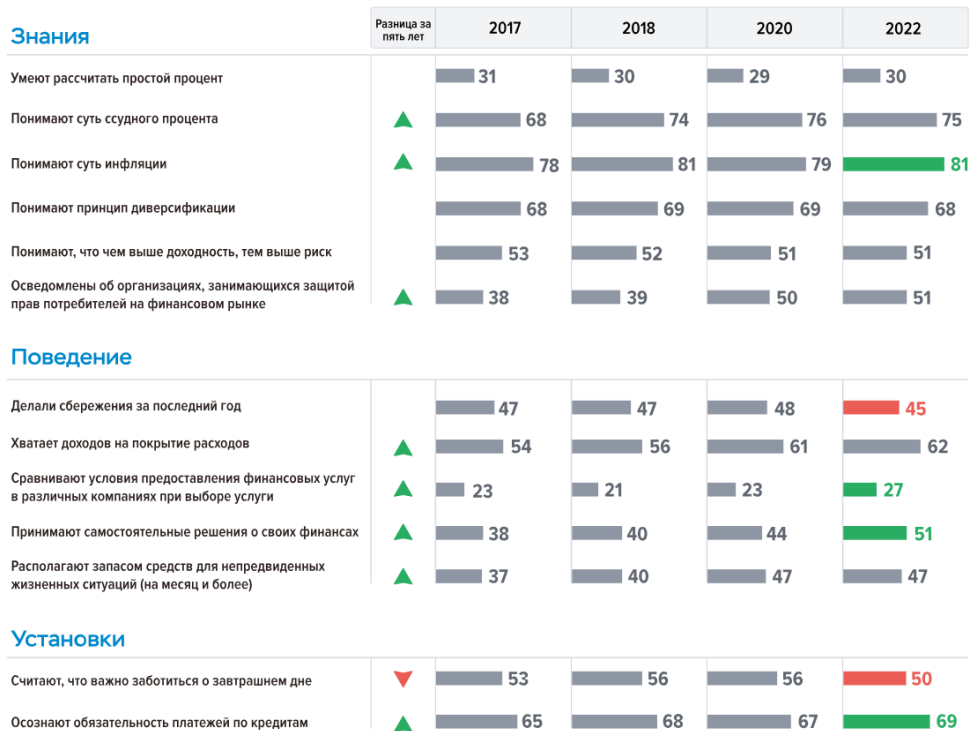 Знания
Разница за
пять лет
2017 2018 2020 2022
Умеют рассчитать простой процент 31 30 29 30
Понимают суть ссудного процента 68 74 76 75
Понимают суть инфляции 78 81 79 81
Понимают принцип диверсификации 68 69 69 68
Понимают, что чем выше доходность, тем выше риск 53 52 51 51
Осведомлены об организациях, занимающихся защитой
прав потребителей на финансовом рынке 38 39 50 51
Поведение
Делали сбережения за последний год 47 47 48 45
Хватает доходов на покрытие расходов 54 56 61 62
Сравнивают условия предоставления финансовых услуг
в различных компаниях при выборе услуги 23 21 23 27
Принимают самостоятельные решения о своих финансах 38 40 44 51
Располагают запасом средств для непредвиденных
жизненных ситуаций (на месяц и более) 37 40 47 47
Установки
Считают, что важно заботиться о завтрашнем дне 53 56 56 50
Осознают обязательность платежей по кредитам 65 68 67 69